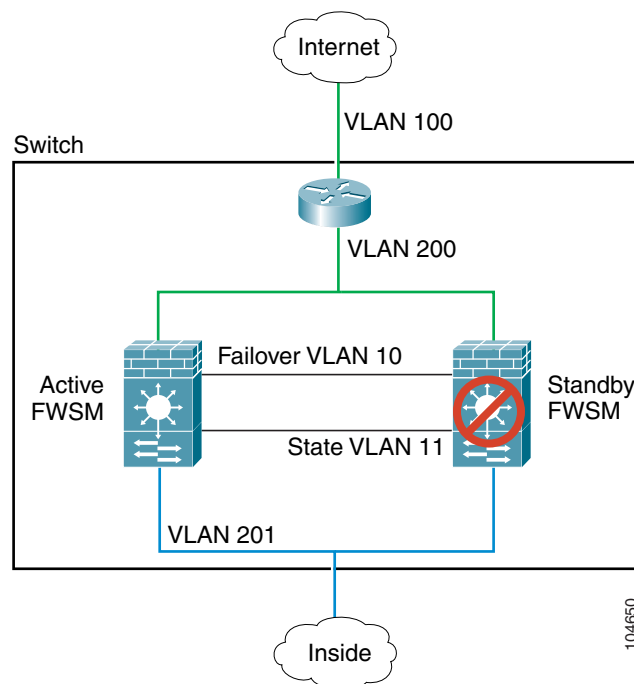 Internet
VLAN 100
Switch
VLAN 200
Failover VLAN 10
Active
FWSM
Standby
FWSM
State VLAN 11
VLAN 201
Inside
104650